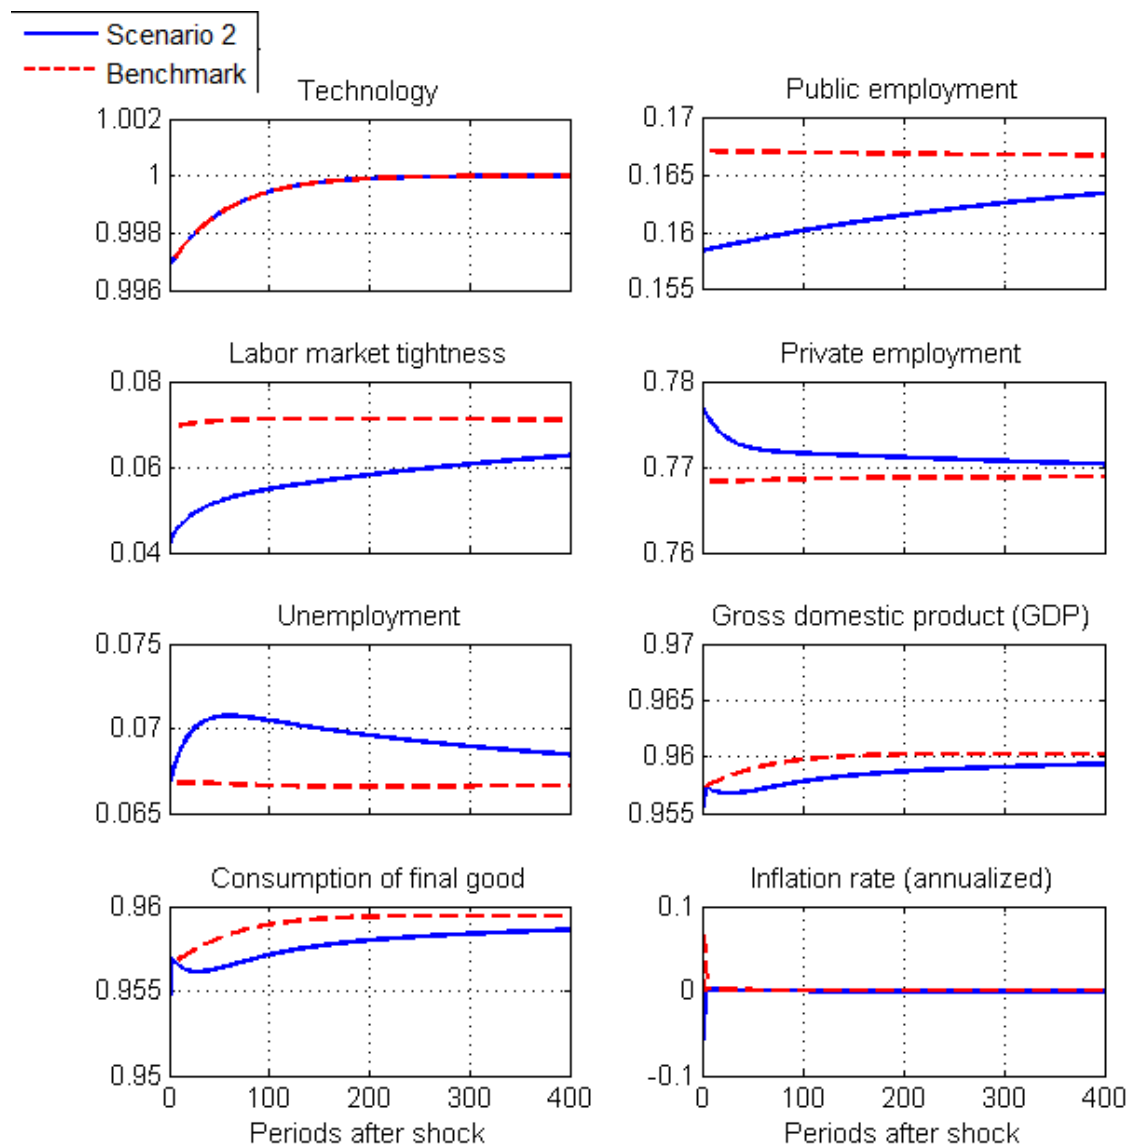 Scenario 2
Benchmark
Technology
1.002
1
0.998
0.996
Public employment
0.17
0.165
0.16
0.155
Labor market tightness
0.08
0.06
0.04
Private employment
0.78
0.77
0.76
Unemployment
0.075
0.07
0.065
Gross domestic product (GDP)
0.97
0.965
0.96
0.955
Consumption of final good
0.96
0.955
0.95
0 100 200 300 400
Periods after shock
Inflation rate (annualized)
0.1
0
-0.1
0 100 200 300 400
Periods after shock